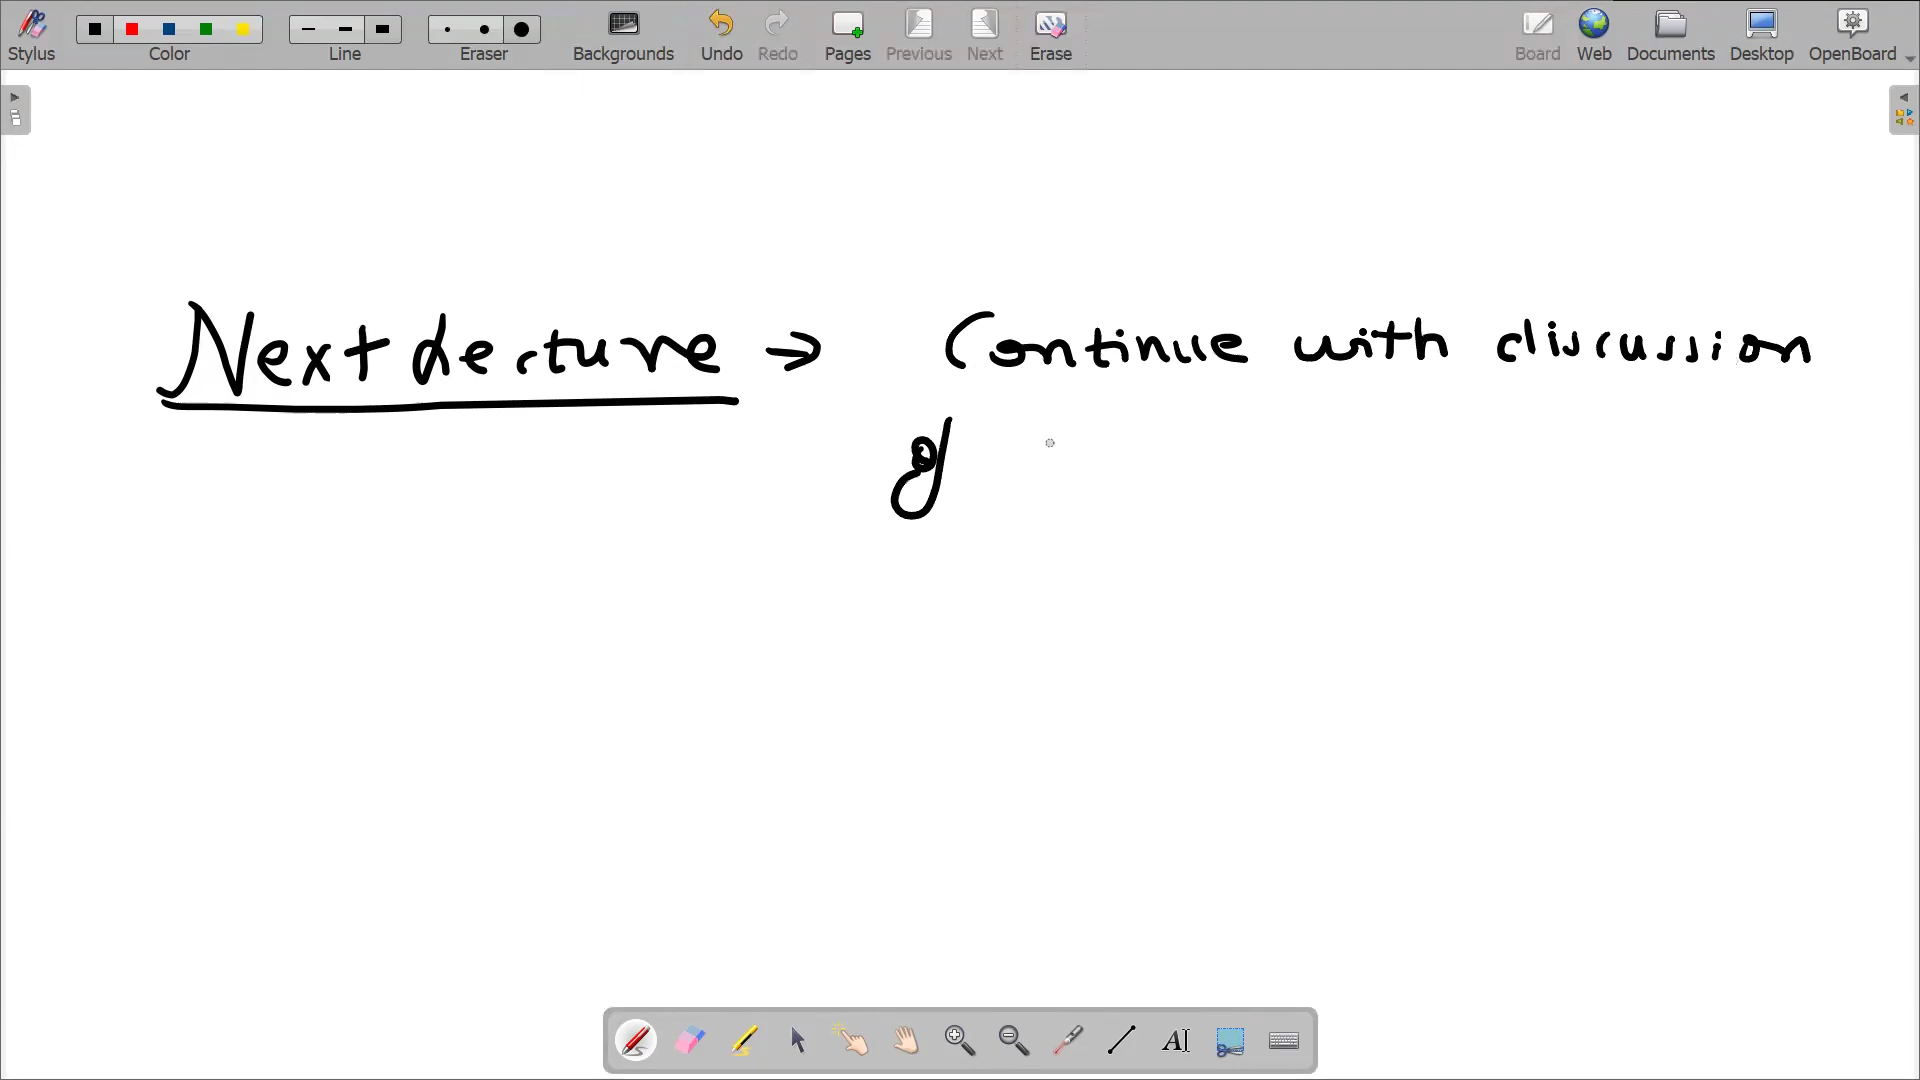 Stylus Color Line Eraser Backgrounds Undo Redo Pages Previous Next Erase Board Web Documents Desktop OpenBoard
Next Lecture → Continue with discussion
of